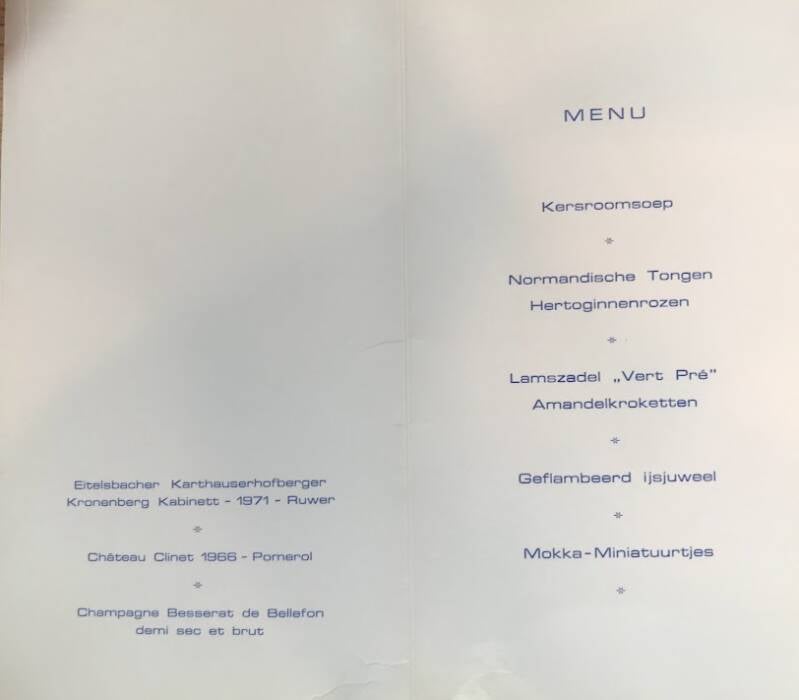 Eitelsbacher Karthauserhofberger
Kronenberg Kabinett - 1971 - Ruwer
Château Clinet 1966 - Pomerol
Champagne Besserat de Bellefon
demi sec et brut
MENU
Kersroomsoep
Normandische Tongen
Hertoginnenrozen
Lamszadel „Vert Pré”
Amandelkroketten
Geflambeerd ijsjuweel
Mokka-Miniatuurtjes